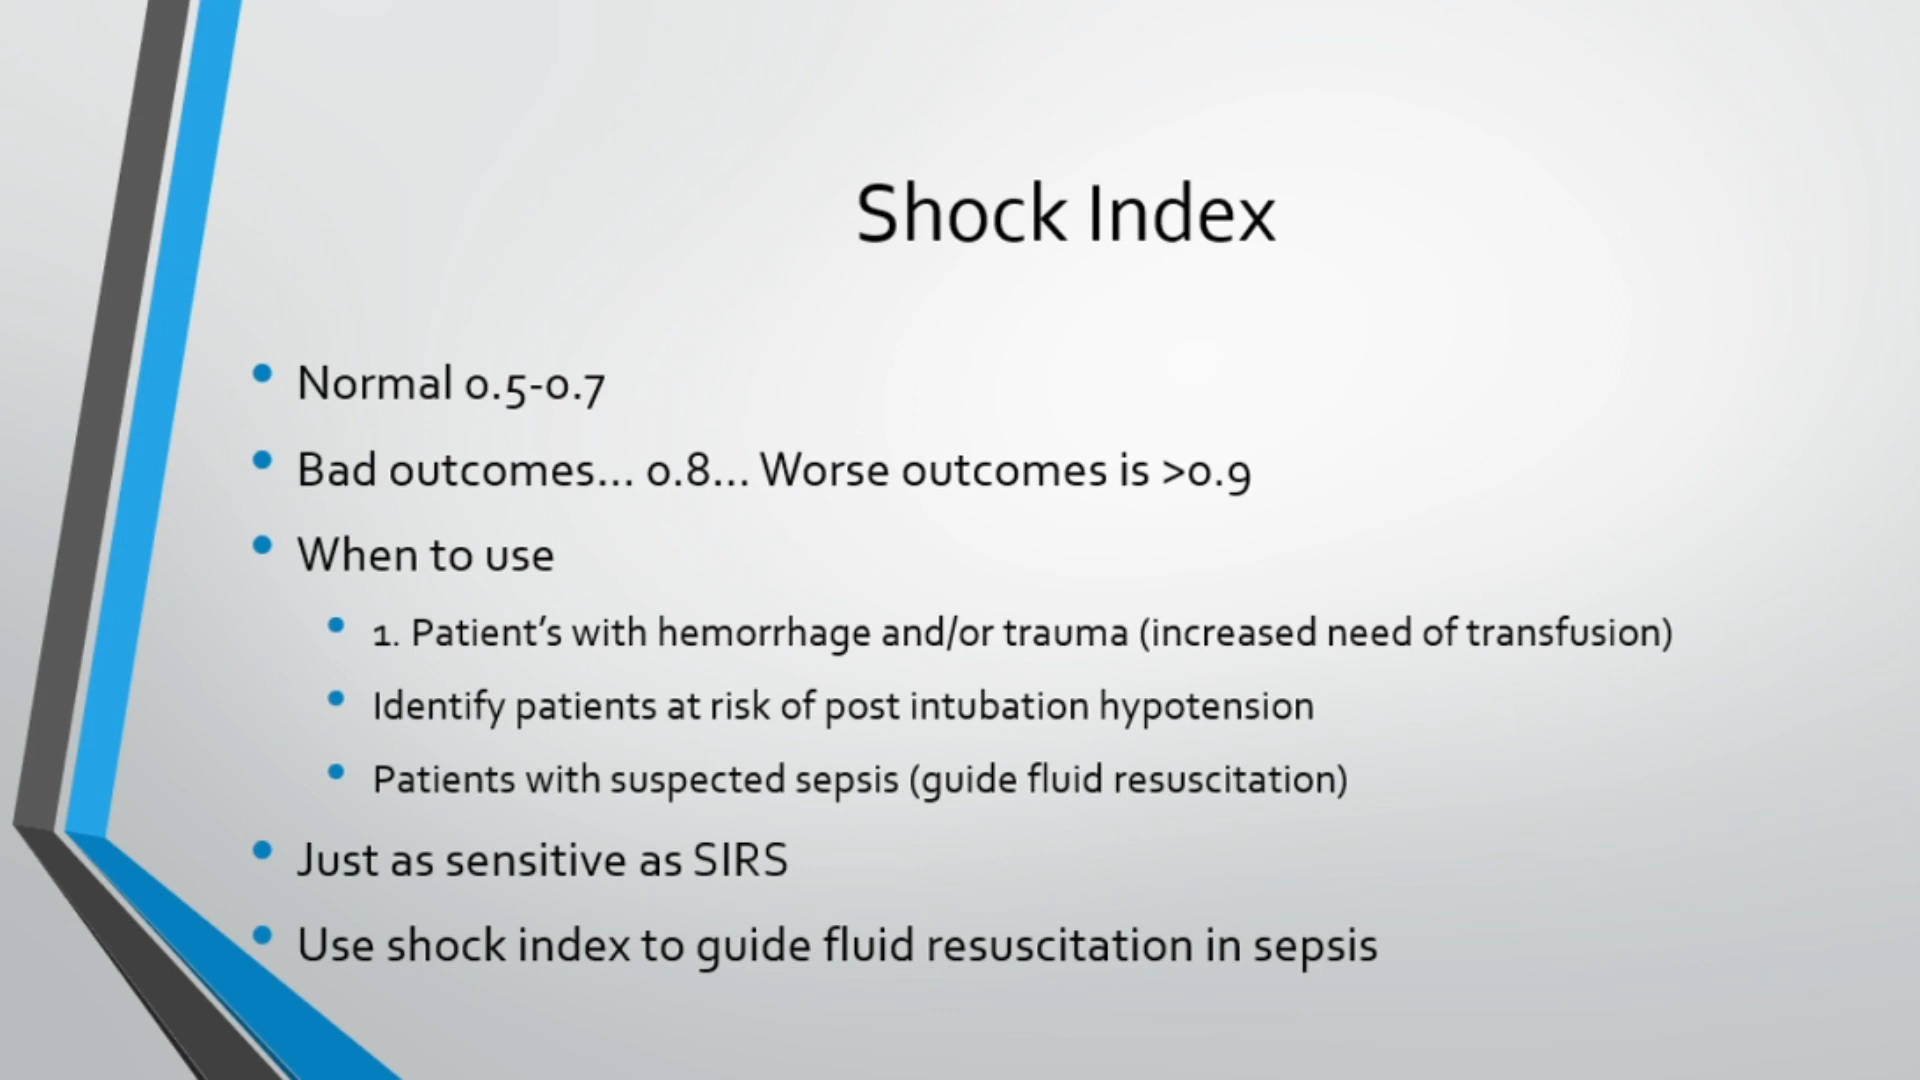 Shock Index
• Normal 0.5-0.7
• Bad outcomes... 0.8... Worse outcomes is >0.9
• When to use
• 1. Patient’s with hemorrhage and/or trauma (increased need of transfusion)
• Identify patients at risk of post intubation hypotension
• Patients with suspected sepsis (guide fluid resuscitation)
• Just as sensitive as SIRS
• Use shock index to guide fluid resuscitation in sepsis